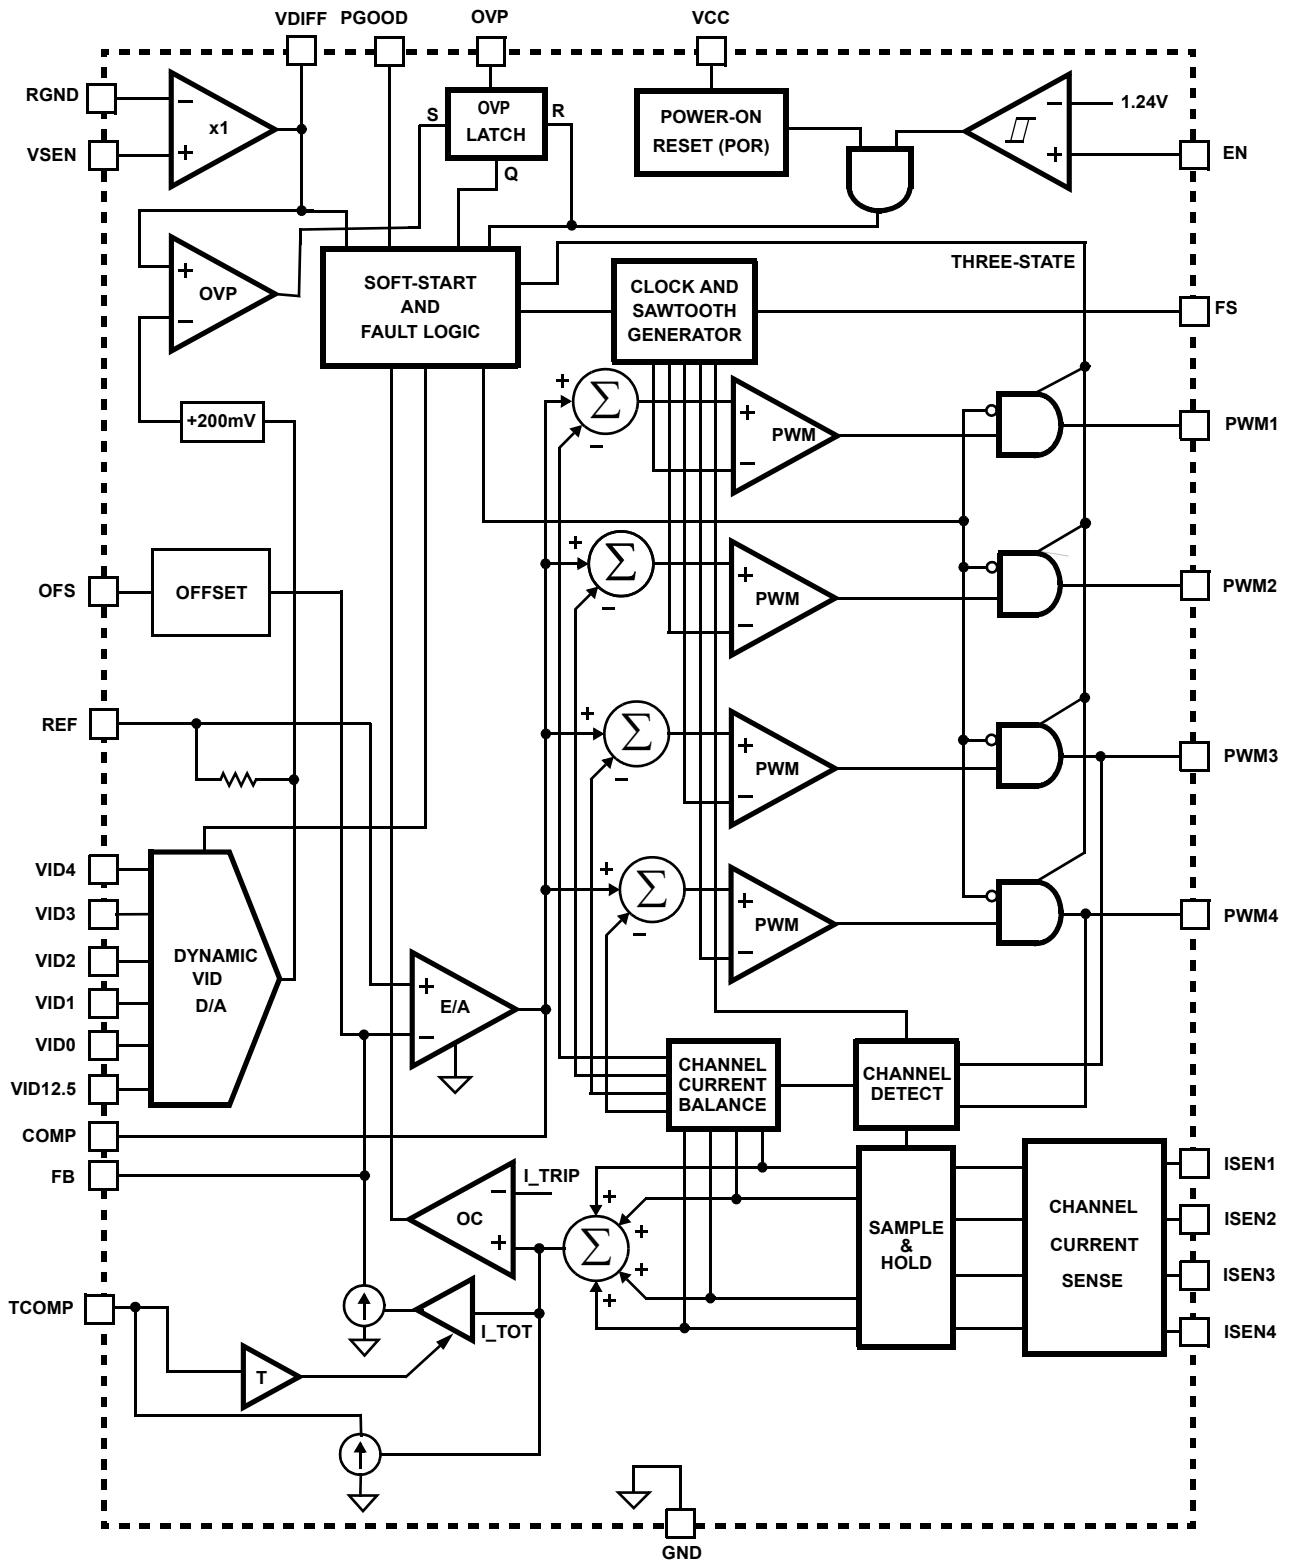 VDIFF PGOOD OVP VCC
RGND
VSEN
−
x1
+
S
OVP
LATCH
R
Q
POWER-ON
RESET (POR)
−
+
1.24V
EN
+
OVP
−
SOFT-START
AND
FAULT LOGIC
CLOCK AND
SAWTOOTH
GENERATOR
THREE-STATE
FS
+200mV
+
Σ
−
+
PWM
−
PWM1
OFS
OFFSET
+
Σ
−
+
PWM
−
PWM2
REF
+
Σ
−
+
PWM
−
PWM3
+
Σ
−
+
PWM
−
PWM4
VID4
VID3
VID2
VID1
VID0
VID12.5
DYNAMIC
VID
D/A
+
E/A
−
COMP
FB
CHANNEL
CURRENT
BALANCE
CHANNEL
DETECT
I_TRIP
−
OC
+
+
+
Σ
+
+
SAMPLE
&
HOLD
CHANNEL
CURRENT
SENSE
ISEN1
ISEN2
ISEN3
ISEN4
TCOMP
I_TOT
T
GND